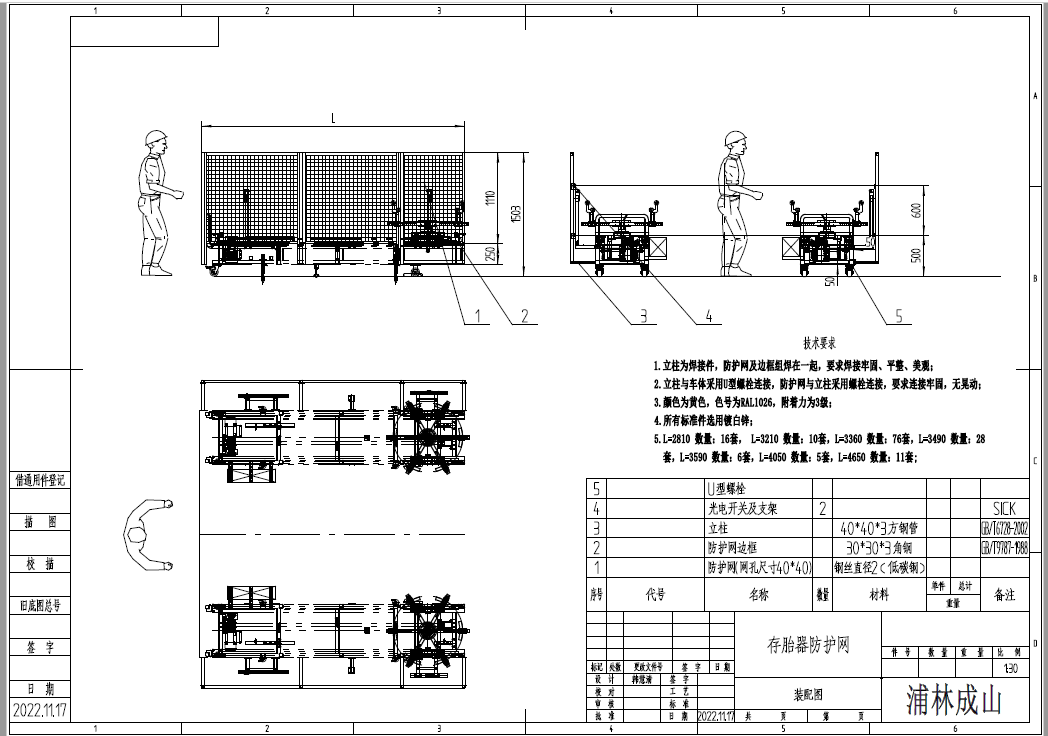 1 2 3 4 5 6
A
B
C
D
L
1110
1503
250
600
500
150
1 2 3 4 5
技术要求
1.立柱为焊接件，防护网及边框组焊在一起，要求焊接牢固、平整、美观；
2.立柱与车体采用U型螺栓连接，防护网与立柱采用螺栓连接，要求连接牢固，无晃动；
3.颜色为黄色，色号为RAL1026，附着力为3级；
4.所有标准件选用镀白锌；
5.L=2810 数量：16套， L=3210 数量：10套，L=3360 数量：76套，L=3490 数量：28
套，L=3590 数量：6套，L=4050 数量：5套，L=4650 数量：11套；
5 U型螺栓
4 光电开关及支架 2 SICK
3 立柱 40*40*3方钢管 GB/T6728-2002
2 防护网边框 30*30*3角钢 GB/T9787-1988
1 防护网(网孔尺寸40*40) 钢丝直径2(低碳钢)
序号 代号 名称 数量 材料 单件 总计 备注
重量
存胎器防护网
件 号 数 量 重 量 比 例
1:30
标记 处数 更改文件号 签 字 日 期
设 计 签 字
校 对 工 艺
审 核 标 准
批 准 日 期 2022.11.17
装配图
共 页 第 页
浦林成山
借通用件登记
描 图
校 描
旧底图总号
签 字
日 期
2022.11.17
1 2 3 4 5 6